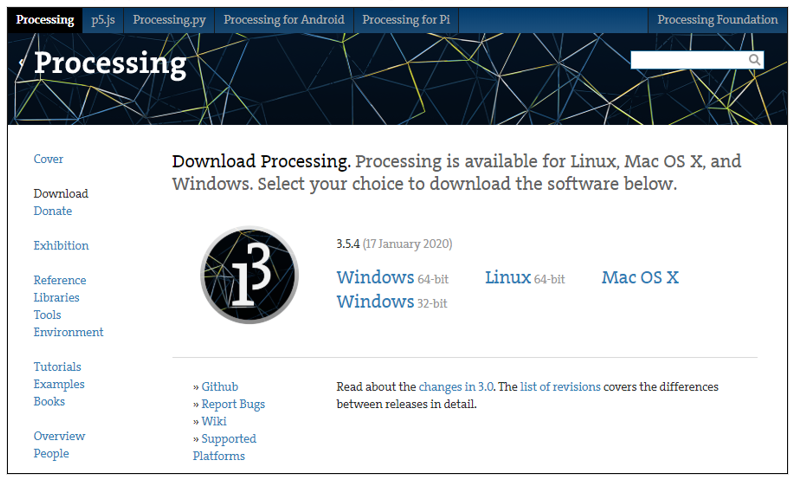 Processing p5.js Processing.py Processing for Android Processing for Pi Processing Foundation
Processing
Cover
Download
Donate
Exhibition
Reference
Libraries
Tools
Environment
Tutorials
Examples
Books
Overview
People
Download Processing. Processing is available for Linux, Mac OS X, and
Windows. Select your choice to download the software below.
3
3.5.4 (17 January 2020)
Windows 64-bit Linux 64-bit Mac OS X
Windows 32-bit
» Github
» Report Bugs
» Wiki
» Supported
Platforms
Read about the changes in 3.0. The list of revisions covers the differences
between releases in detail.